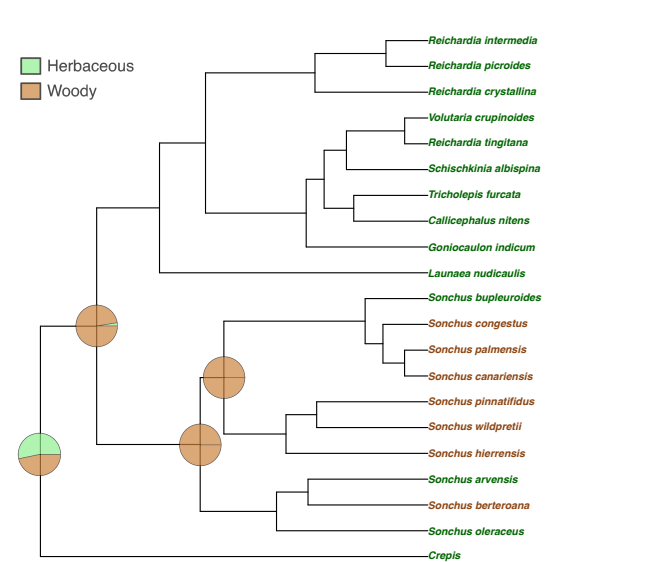 Herbaceous
Woody
Reichardia intermedia
Reichardia picroides
Reichardia crystallina
Volutaria crupinoides
Reichardia tingitana
Schischkinia albispina
Tricholepis furcata
Callicephalus nitens
Goniocaulon indicum
Launaea nudicaulis
Sonchus bupleuroides
Sonchus congestus
Sonchus palmensis
Sonchus canariensis
Sonchus pinnatifidus
Sonchus wildpretii
Sonchus hierrensis
Sonchus arvensis
Sonchus berteroana
Sonchus oleraceus
Crepis